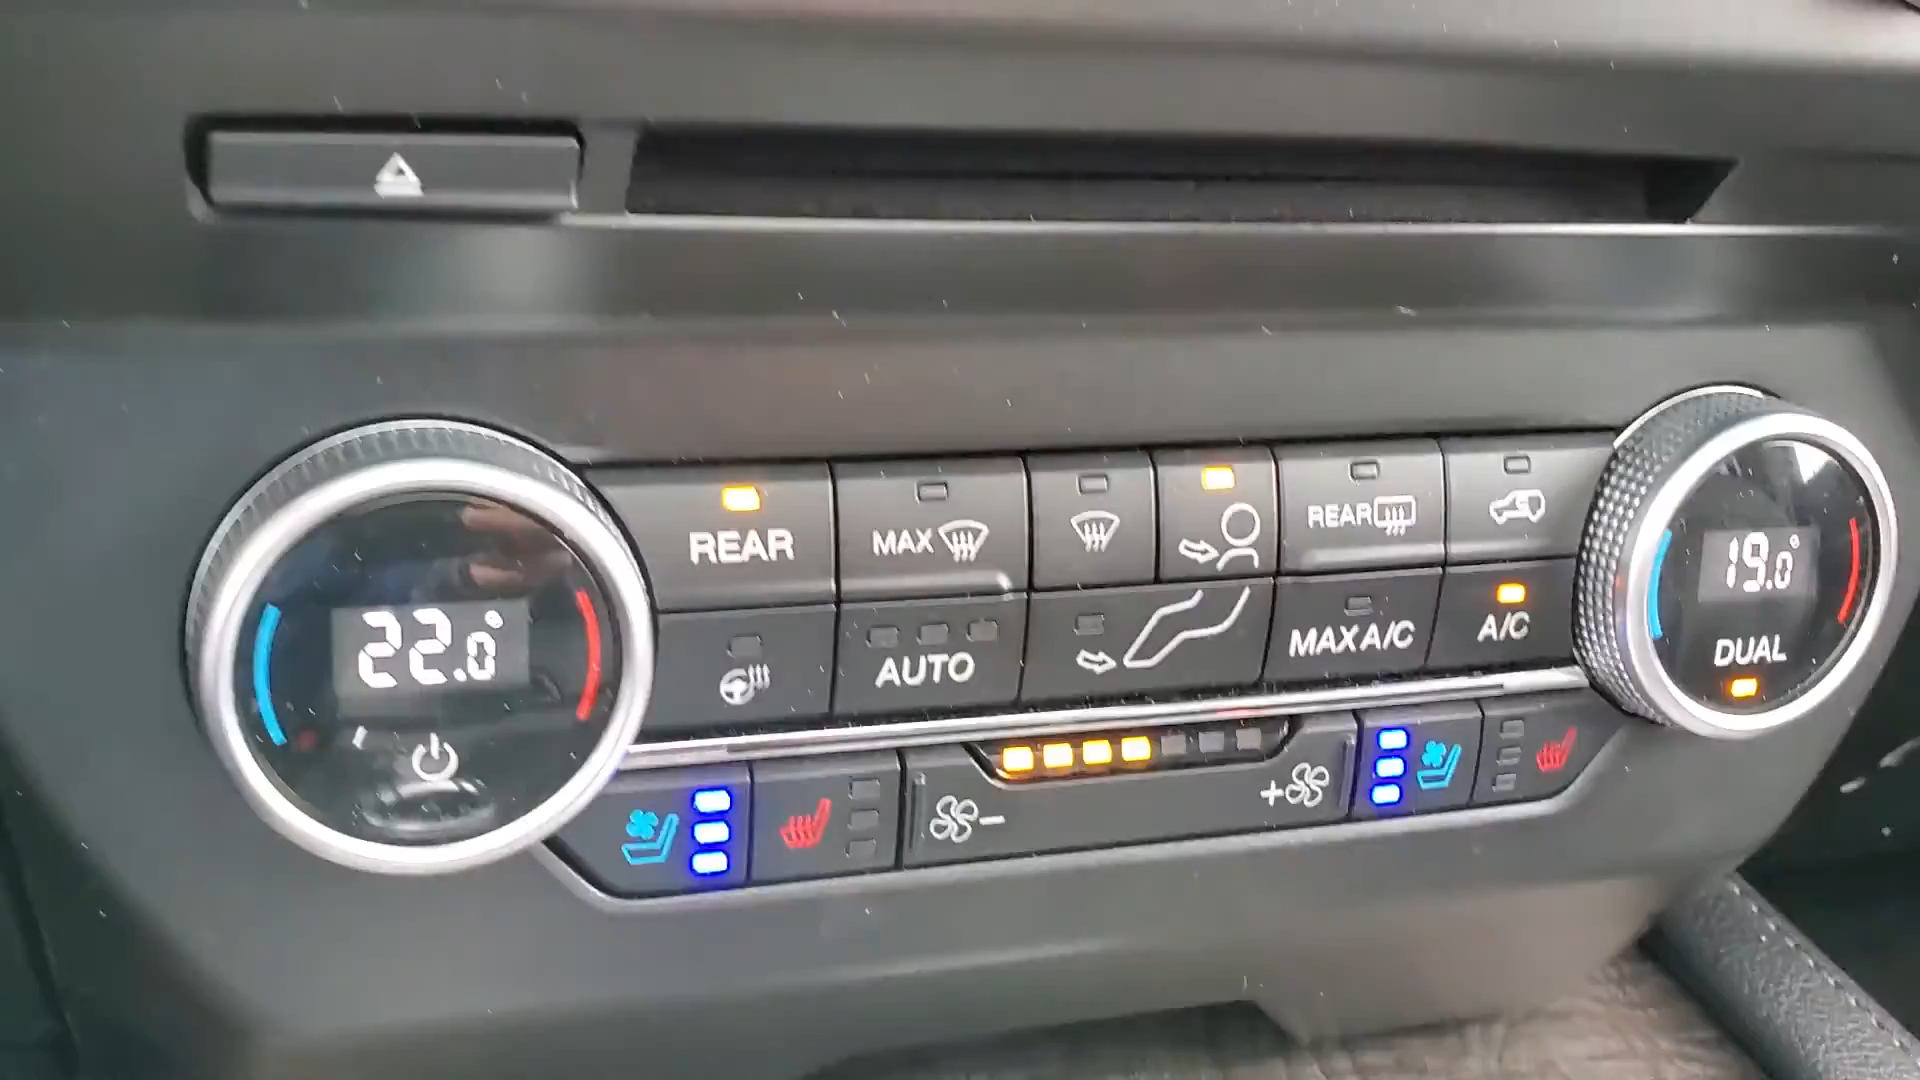 REAR
MAX
REAR
22.0°
AUTO
MAX A/C
A/C
19.0°
DUAL